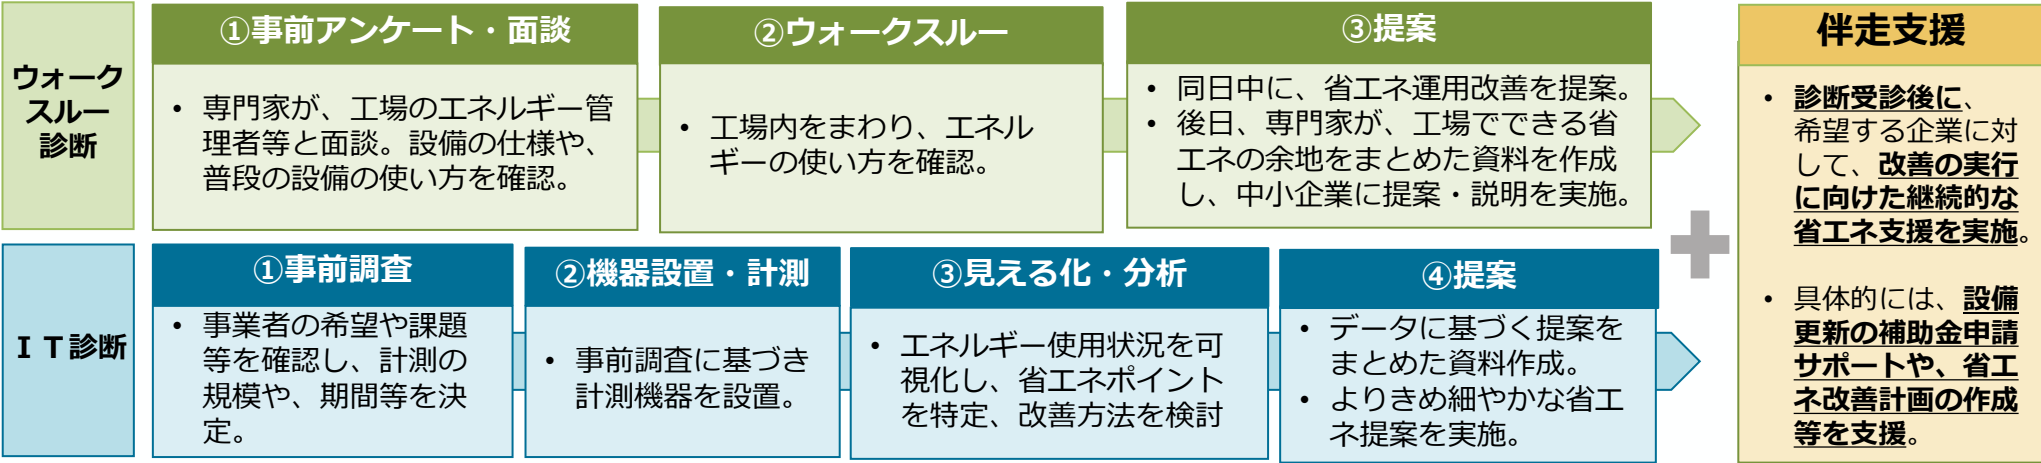 ウォーク
スルー
診断
①事前アンケート・面談
• 専門家が、工場のエネルギー管
理者等と面談。設備の仕様や、
普段の設備の使い方を確認。
②ウォークスルー
• 工場内をまわり、エネル
ギーの使い方を確認。
③提案
• 同日中に、省エネ運用改善を提案。
• 後日、専門家が、工場でできる省
エネの余地をまとめた資料を作成
し、中小企業に提案・説明を実施。
ＩＴ診断
①事前調査
• 事業者の希望や課題
等を確認し、計測の
規模や、期間等を決
定。
②機器設置・計測
• 事前調査に基づき
計測機器を設置。
③見える化・分析
• エネルギー使用状況を可
視化し、省エネポイント
を特定、改善方法を検討
④提案
• データに基づく提案を
まとめた資料作成。
• よりきめ細やかな省エ
ネ提案を実施。
伴走支援
• 診断受診後に、
希望する企業に対
して、改善の実行
に向けた継続的な
省エネ支援を実施。
• 具体的には、設備
更新の補助金申請
サポートや、省エ
ネ改善計画の作成
等を支援。